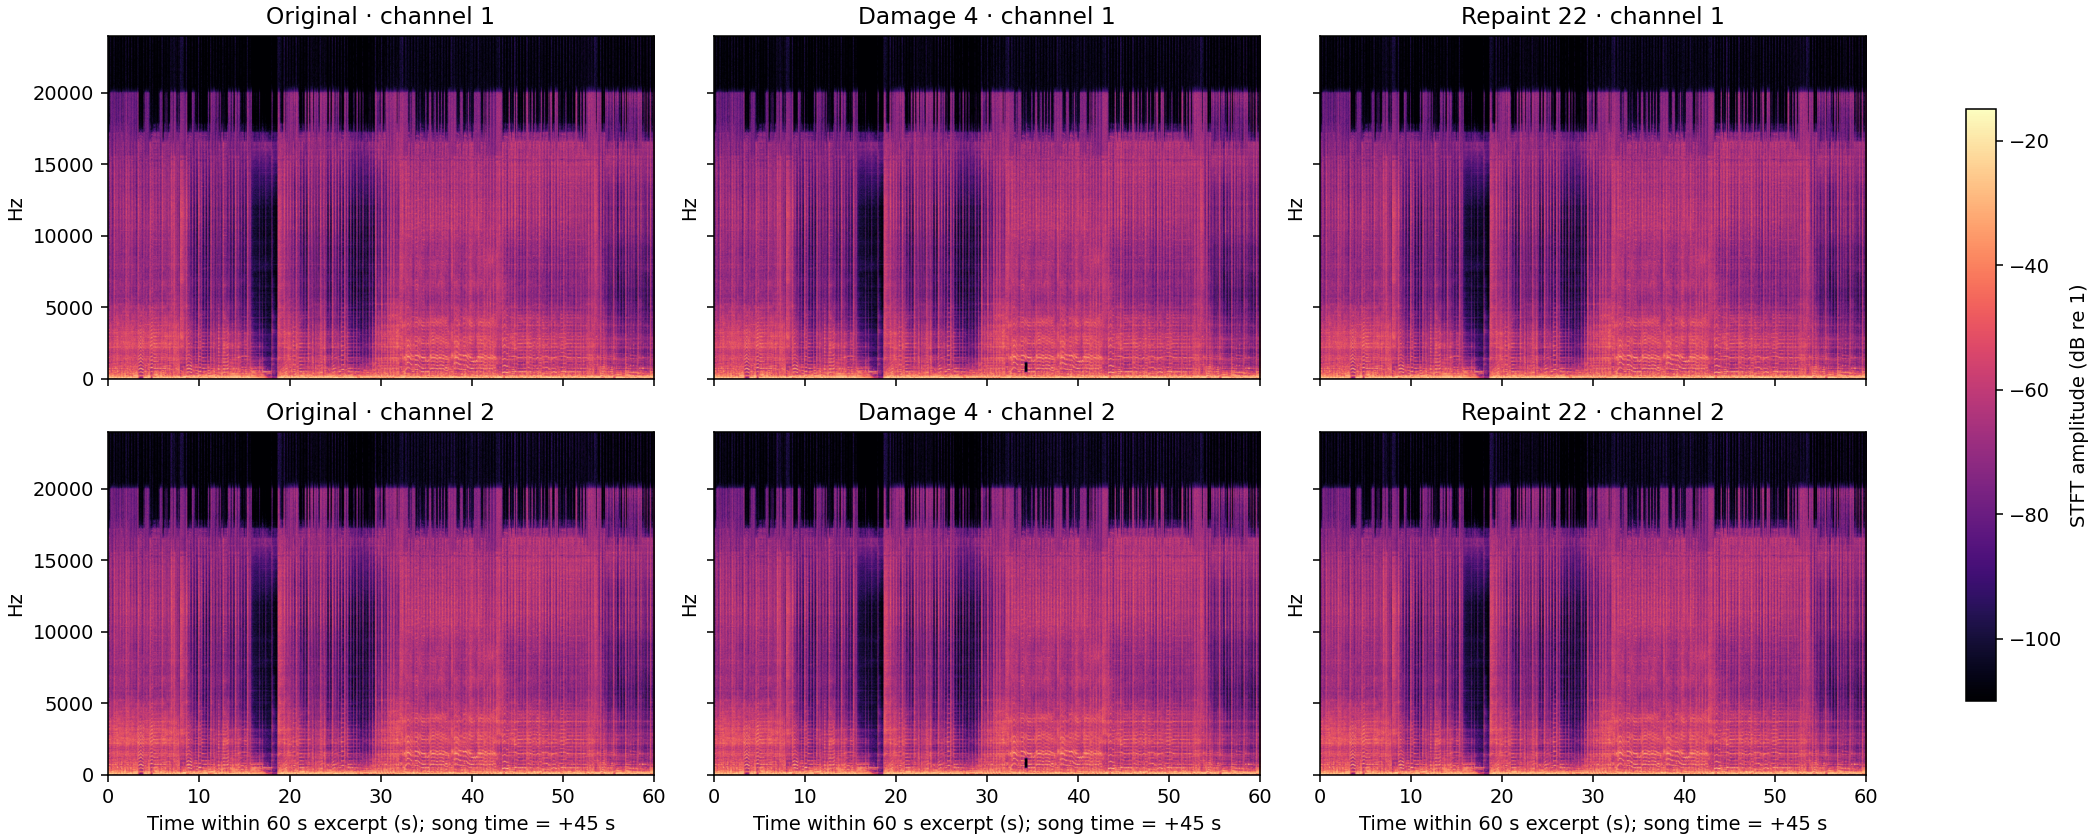 Original · channel 1
Damage 4 · channel 1
Repaint 22 · channel 1
20000
15000
10000
5000
0
Hz
Hz
Hz
Original · channel 2
Damage 4 · channel 2
Repaint 22 · channel 2
20000
15000
10000
5000
0
Hz
Hz
Hz
0 10 20 30 40 50 60
0 10 20 30 40 50 60
0 10 20 30 40 50 60
Time within 60 s excerpt (s); song time = +45 s
Time within 60 s excerpt (s); song time = +45 s
Time within 60 s excerpt (s); song time = +45 s
−20
−40
−60
−80
−100
STFT amplitude (dB re 1)